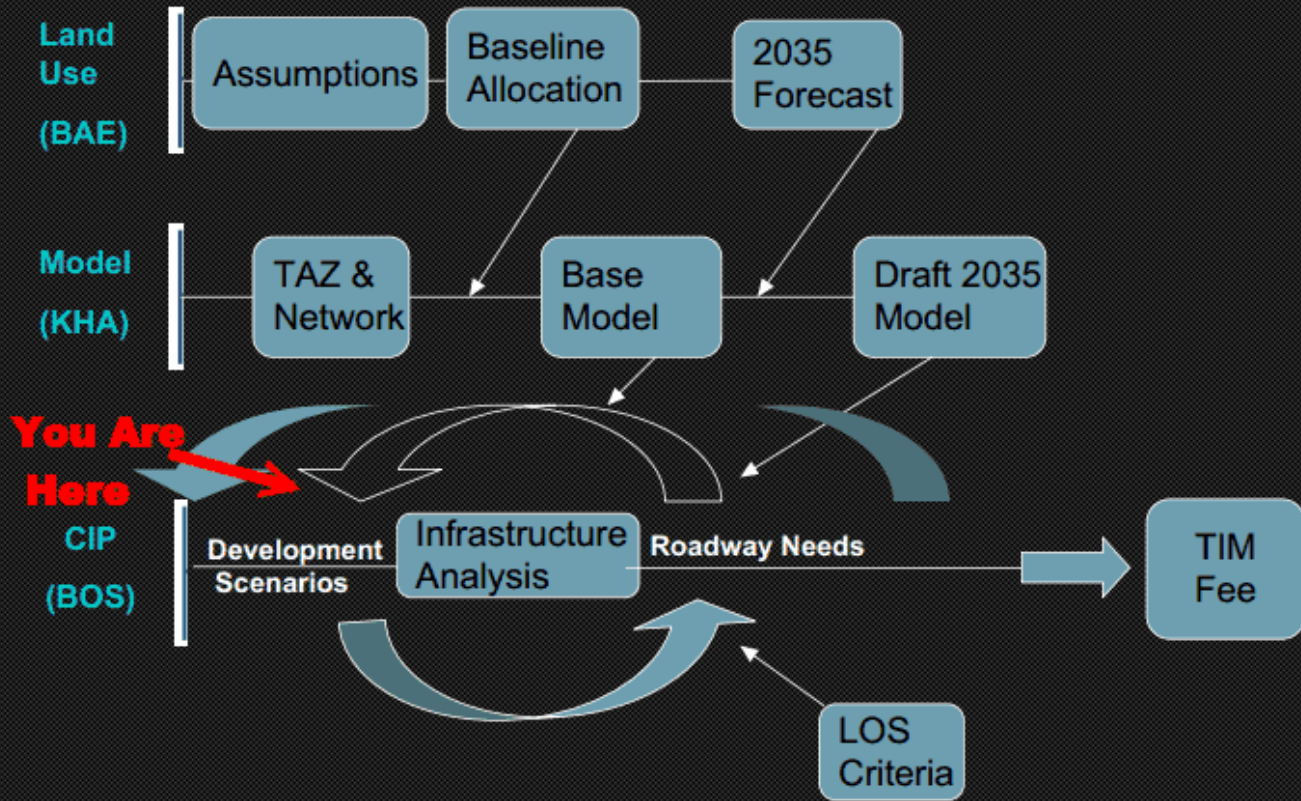 Land
Use
(BAE)
Assumptions
Baseline
Allocation
2035
Forecast
Model
(KHA)
TAZ &
Network
Base
Model
Draft 2035
Model
You Are
Here
CIP
(BOS)
Development
Scenarios
Infrastructure
Analysis
Roadway Needs
TIM
Fee
LOS
Criteria